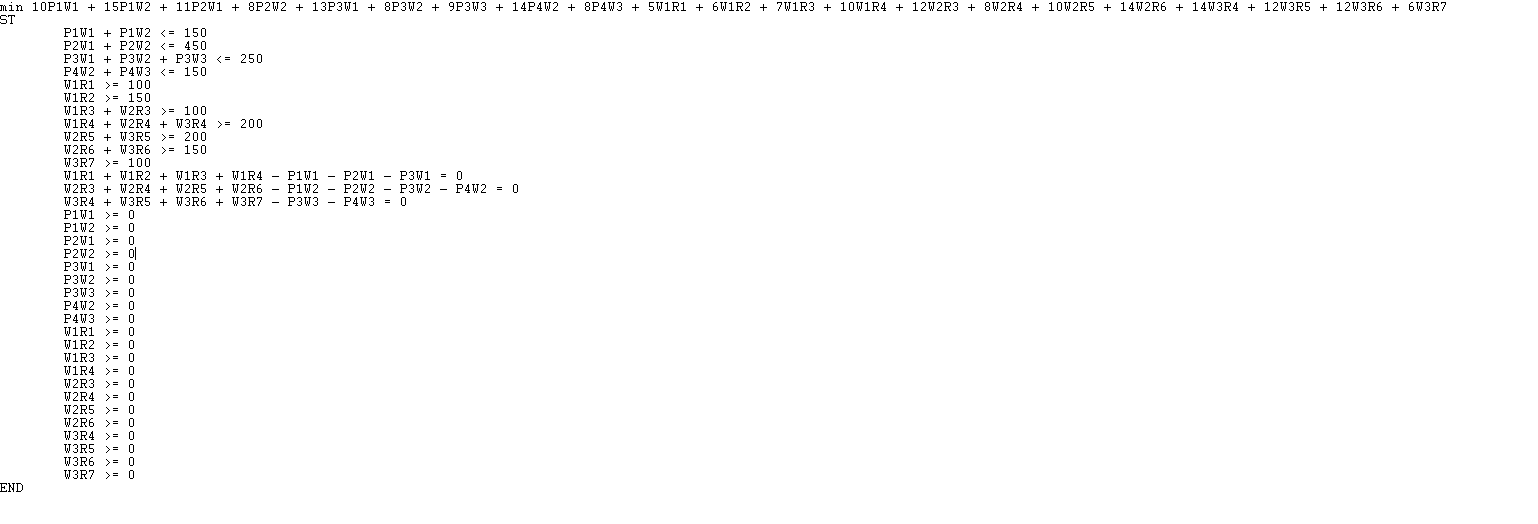 min 10P1W1 + 15P1W2 + 11P2W1 + 8P2W2 + 13P3W1 + 8P3W2 + 9P3W3 + 14P4W2 + 8P4W3 + 5W1R1 + 6W1R2 + 7W1R3 + 10W1R4 + 12W2R3 + 8W2R4 + 10W2R5 + 14W2R6 + 14W3R4 + 12W3R5 + 12W3R6 + 6W3R7
ST
P1W1 + P1W2 <= 150
P2W1 + P2W2 <= 450
P3W1 + P3W2 + P3W3 <= 250
P4W2 + P4W3 <= 150
W1R1 >= 100
W1R2 >= 150
W1R3 + W2R3 >= 100
W1R4 + W2R4 + W3R4 >= 200
W2R5 + W3R5 >= 200
W2R6 + W3R6 >= 150
W3R7 >= 100
W1R1 + W1R2 + W1R3 + W1R4 - P1W1 - P2W1 - P3W1 = 0
W2R3 + W2R4 + W2R5 + W2R6 - P1W2 - P2W2 - P3W2 - P4W2 = 0
W3R4 + W3R5 + W3R6 + W3R7 - P3W3 - P4W3 = 0
P1W1 >= 0
P1W2 >= 0
P2W1 >= 0
P2W2 >= 0
P3W1 >= 0
P3W2 >= 0
P3W3 >= 0
P4W2 >= 0
P4W3 >= 0
W1R1 >= 0
W1R2 >= 0
W1R3 >= 0
W1R4 >= 0
W2R3 >= 0
W2R4 >= 0
W2R5 >= 0
W2R6 >= 0
W3R4 >= 0
W3R5 >= 0
W3R6 >= 0
W3R7 >= 0
END